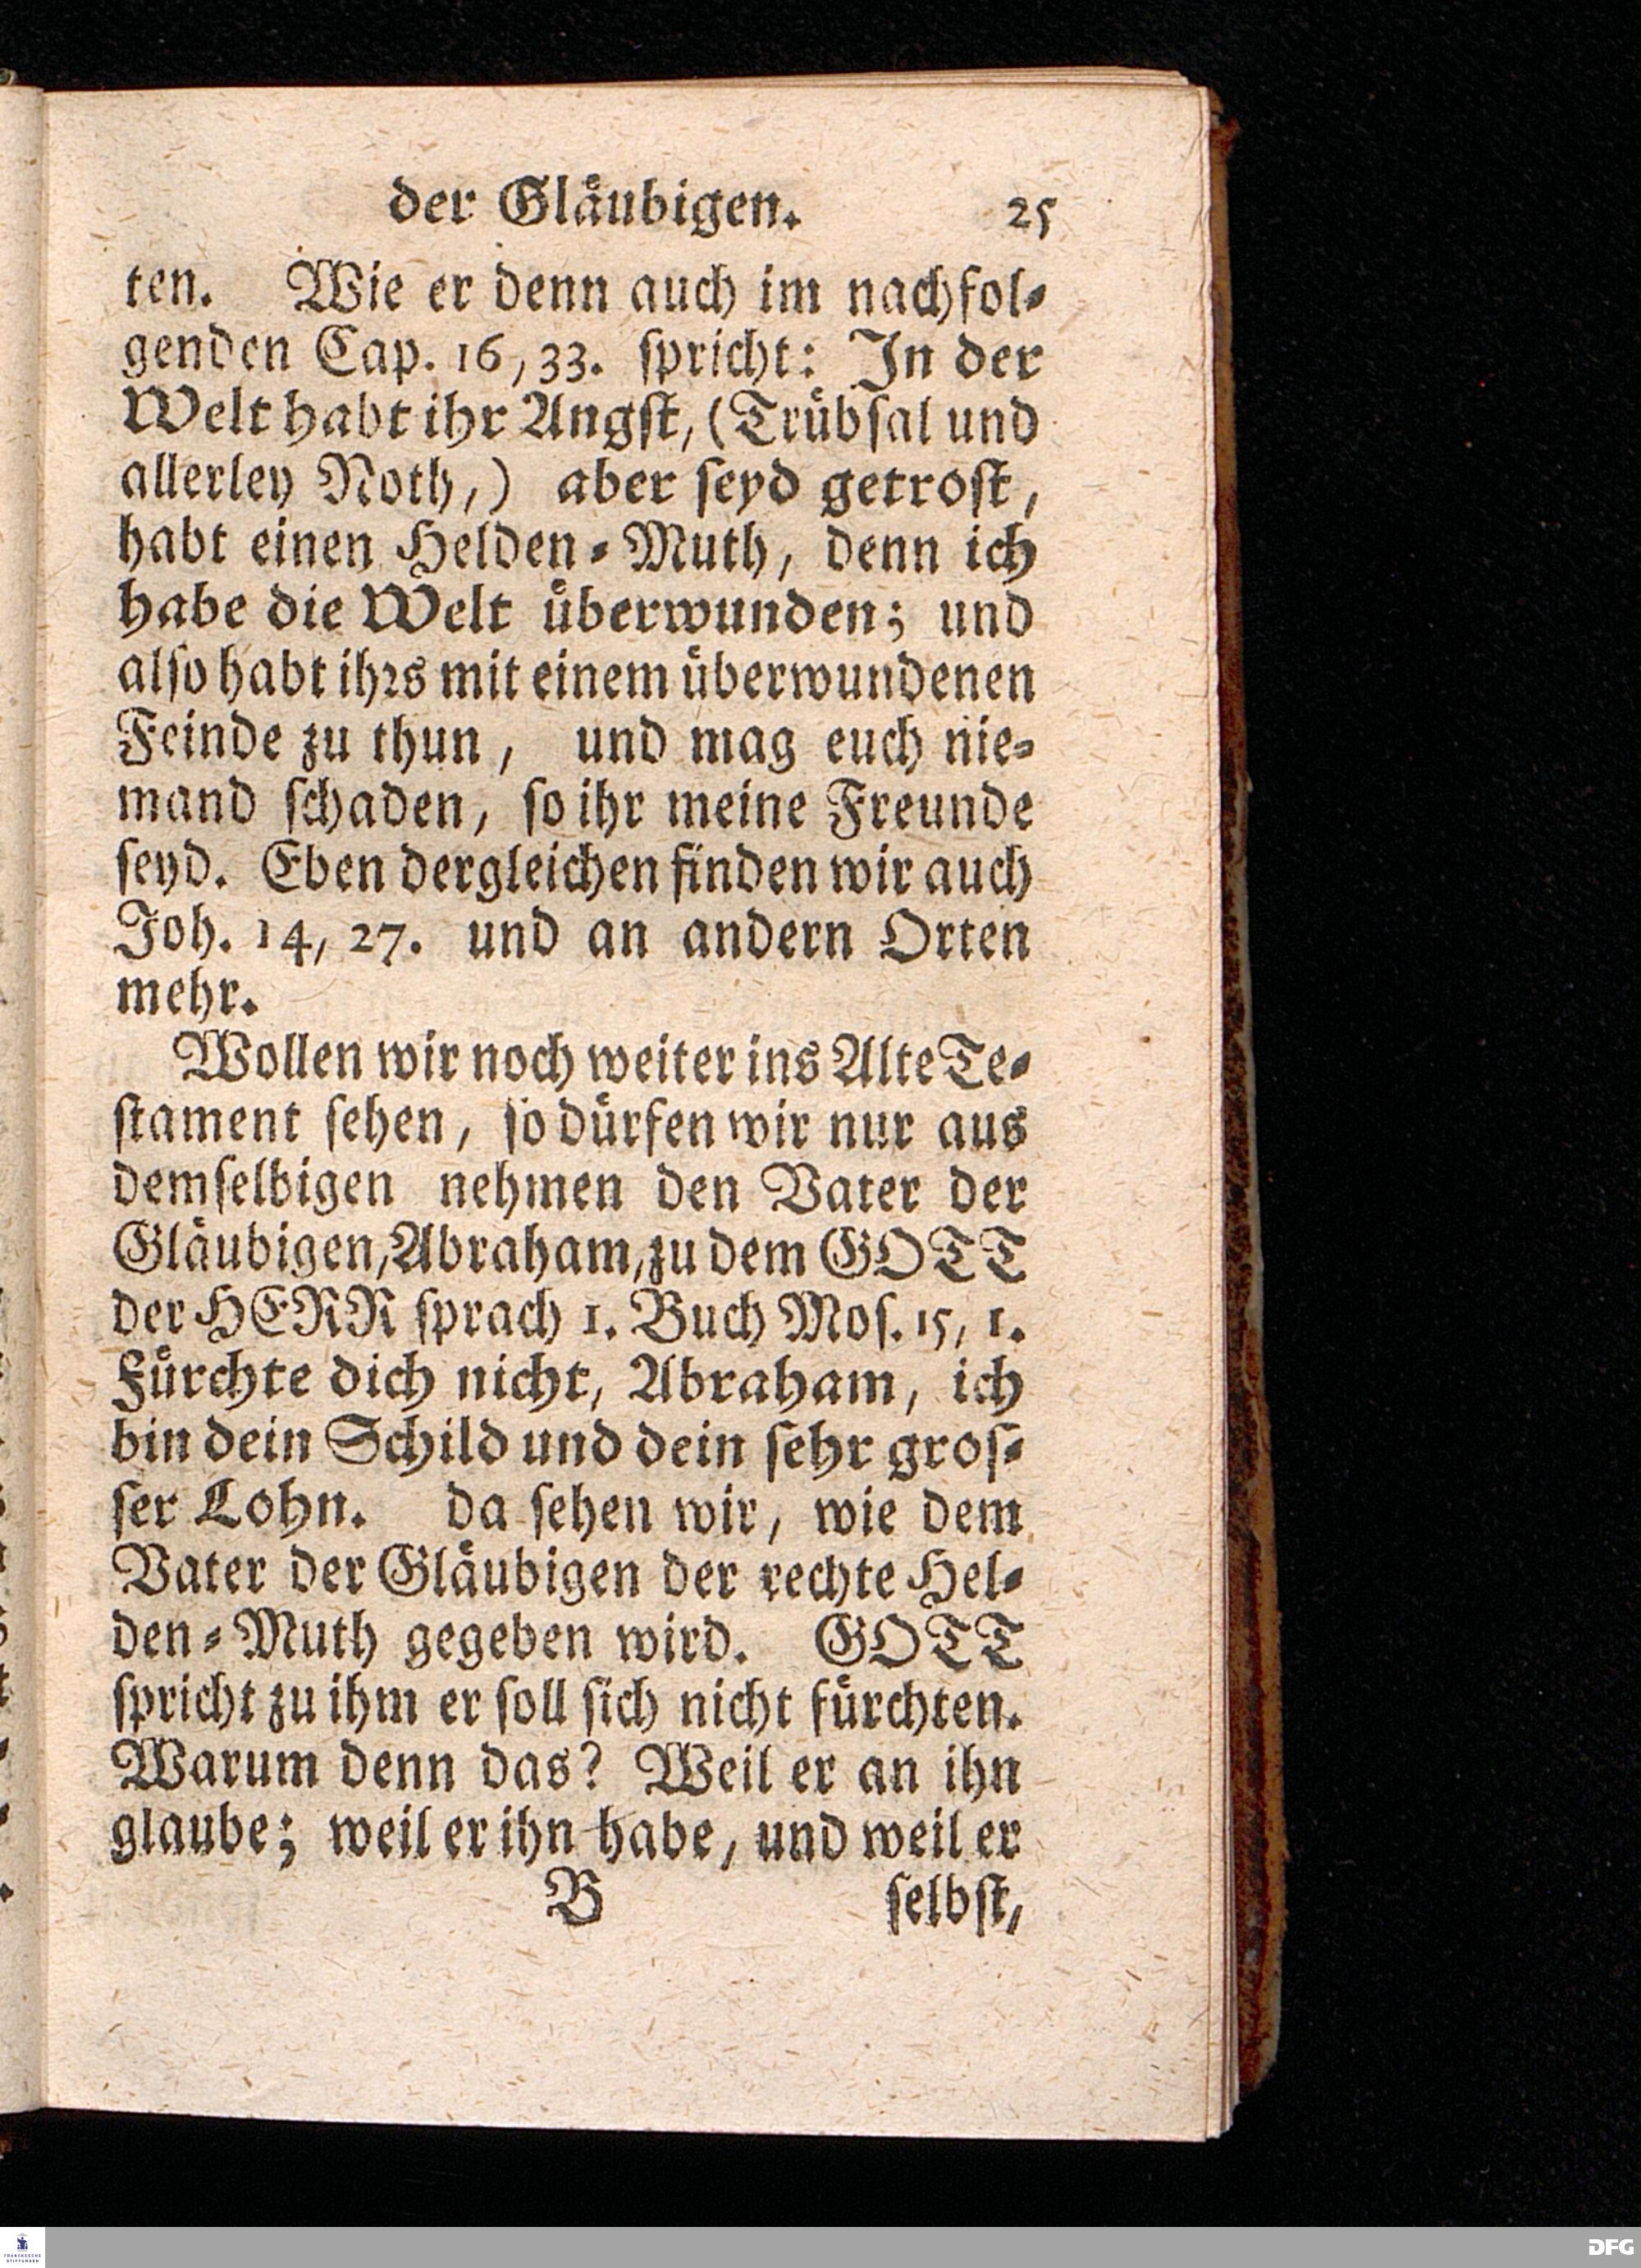 der Gläubigen. 25
ten. Wie er denn auch im nachfol⸗
genden Cap. 16, 33. ſpricht: In der
Welt habt ihr Angſt, (Trübſal und
allerley Noth,) aber ſeyd getroſt,
habt einen Helden⸗Muth, denn ich
habe die Welt überwunden; und
alſo habt ihrs mit einem überwundenen
Feinde zu thun, und mag euch nie⸗
mand ſchaden, ſo ihr meine Freunde
ſeyd. Eben dergleichen finden wir auch
Joh. 14, 27. und an andern Orten
mehr.
Wollen wir noch weiter ins Alte Te⸗
ſtament ſehen, ſo dürfen wir nur aus
demſelbigen nehmen den Vater der
Gläubigen, Abraham, zu dem GOTT
der HERR ſprach 1. Buch Moſ. 15, 1.
Fürchte dich nicht, Abraham, ich
bin dein Schild und dein ſehr groſ⸗
ſer Lohn. Da ſehen wir, wie dem
Vater der Gläubigen der rechte Hel⸗
den⸗Muth gegeben wird. GOTT
ſpricht zu ihm er ſoll ſich nicht fürchten.
Warum denn das? Weil er an ihn
glaube; weil er ihn habe, und weil er
B ſelbſt,
FRANCKESCHE
STIFTUNGEN
DFG